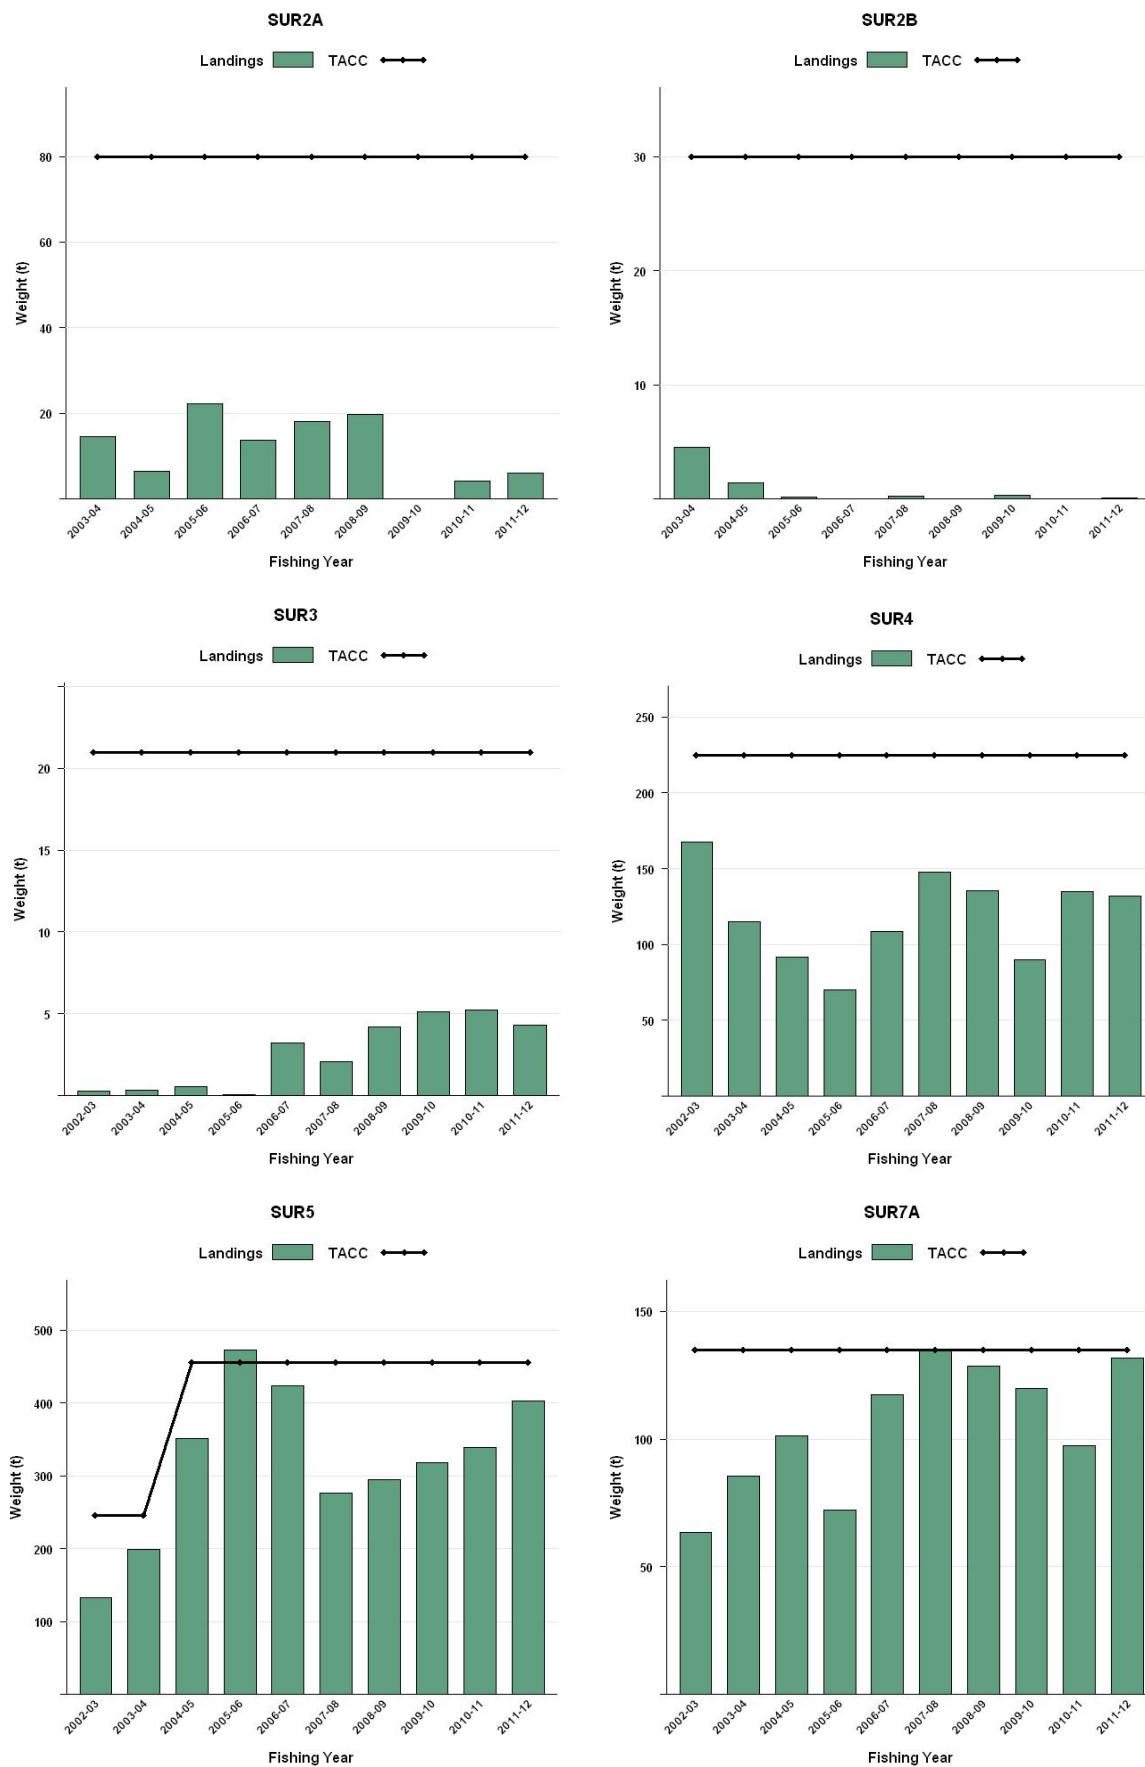 SUR2A
Landings TACC
Weight (t)
80
60
40
20
2003-04 2004-05 2005-06 2006-07 2007-08 2008-09 2009-10 2010-11 2011-12
Fishing Year
SUR2B
Landings TACC
Weight (t)
30
20
10
2003-04 2004-05 2005-06 2006-07 2007-08 2008-09 2009-10 2010-11 2011-12
Fishing Year
SUR3
Landings TACC
Weight (t)
20
15
10
5
2002-03 2003-04 2004-05 2005-06 2006-07 2007-08 2008-09 2009-10 2010-11 2011-12
Fishing Year
SUR4
Landings TACC
Weight (t)
250
200
150
100
50
2002-03 2003-04 2004-05 2005-06 2006-07 2007-08 2008-09 2009-10 2010-11 2011-12
Fishing Year
SUR5
Landings TACC
Weight (t)
500
400
300
200
100
2002-03 2003-04 2004-05 2005-06 2006-07 2007-08 2008-09 2009-10 2010-11 2011-12
Fishing Year
SUR7A
Landings TACC
Weight (t)
150
100
50
2002-03 2003-04 2004-05 2005-06 2006-07 2007-08 2008-09 2009-10 2010-11 2011-12
Fishing Year